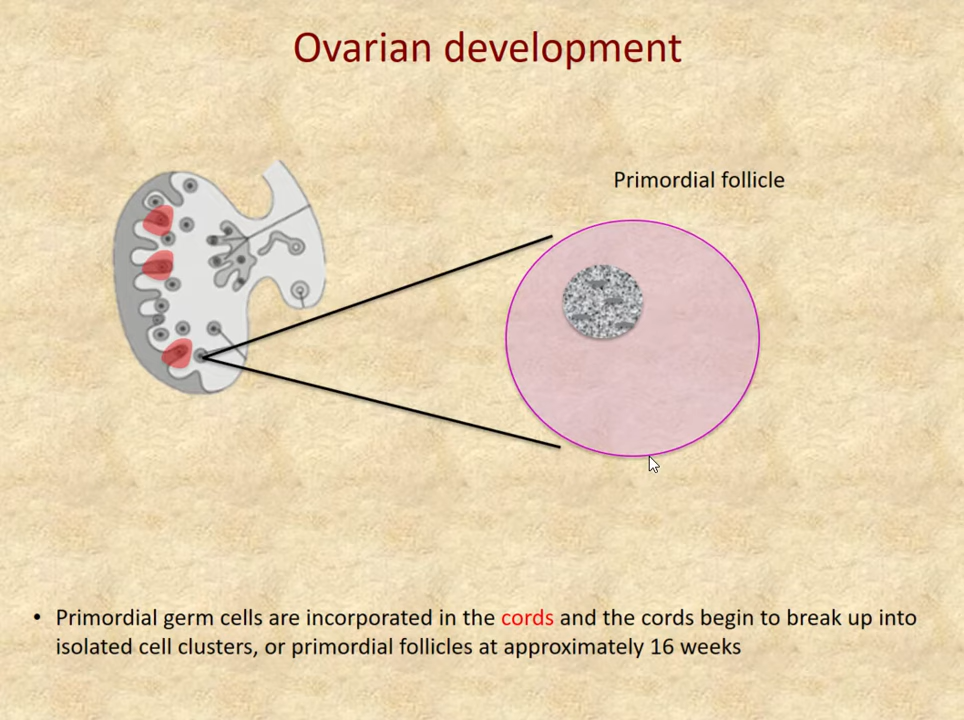 Ovarian development
Primordial follicle
• Primordial germ cells are incorporated in the cords and the cords begin to break up into
isolated cell clusters, or primordial follicles at approximately 16 weeks